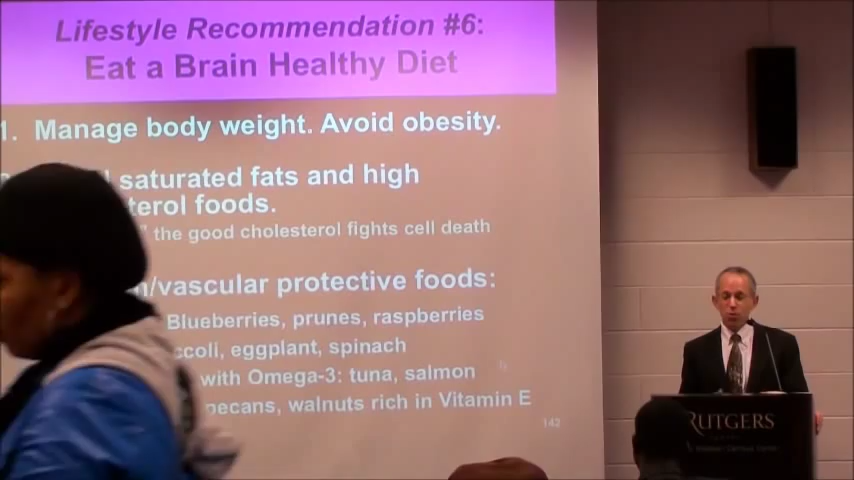 Lifestyle Recommendation #6:
Eat a Brain Healthy Diet
1. Manage body weight. Avoid obesity.
saturated fats and high
foods.
the good cholesterol fights cell death
/vascular protective foods:
Blueberries, prunes, raspberries
eggplant, spinach
with Omega-3: tuna, salmon
pecans, walnuts rich in Vitamin E
142
RUTGERS
Campus Center